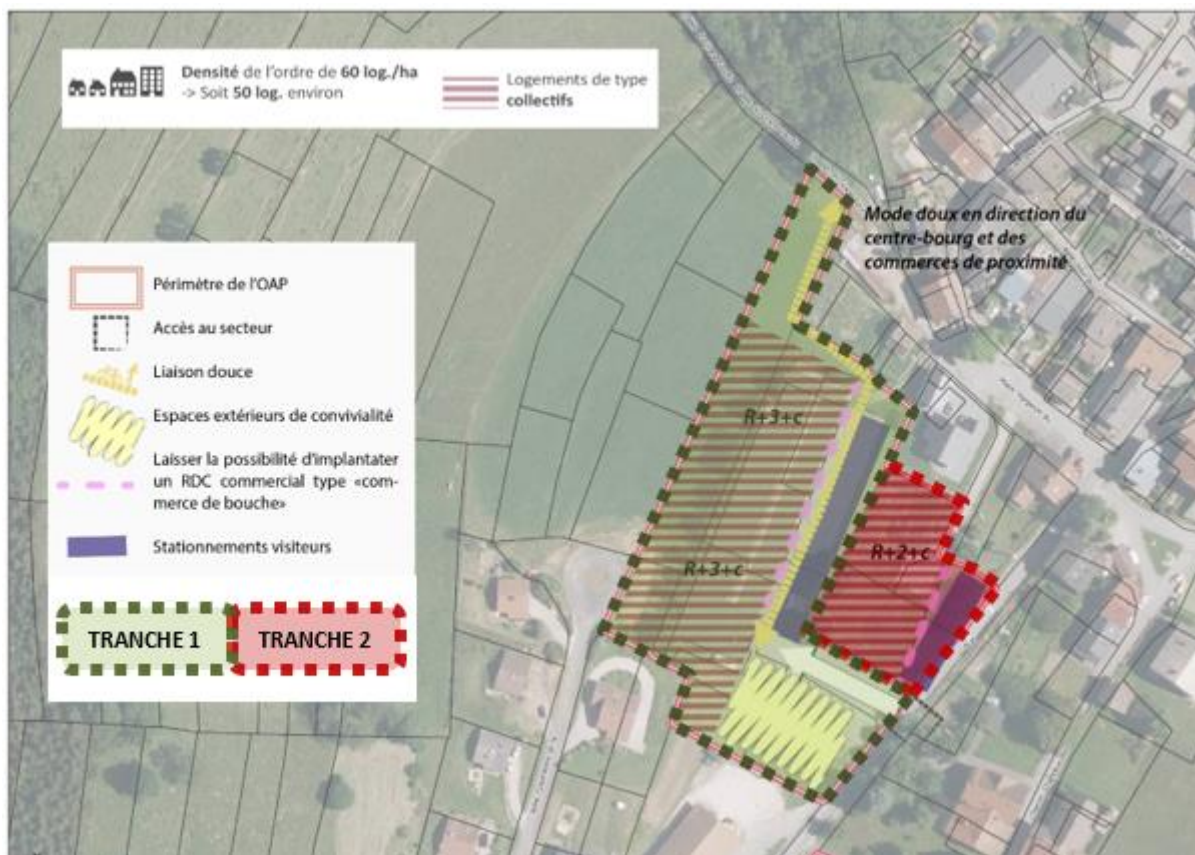 Densité de l'ordre de 60 log./ha
-> Soit 50 log. environ
Logements de type
collectifs
Mode doux en direction du
centre-bourg et des
commerces de proximité
Périmètre de l'OAP
Accès au secteur
Liaison douce
Espaces extérieurs de convivialité
Laisser la possibilité d'implantater
un RDC commercial type «com-
merce de bouche»
Stationnements visiteurs
TRANCHE 1
TRANCHE 2
R+3+c
R+2+c
R+3+c